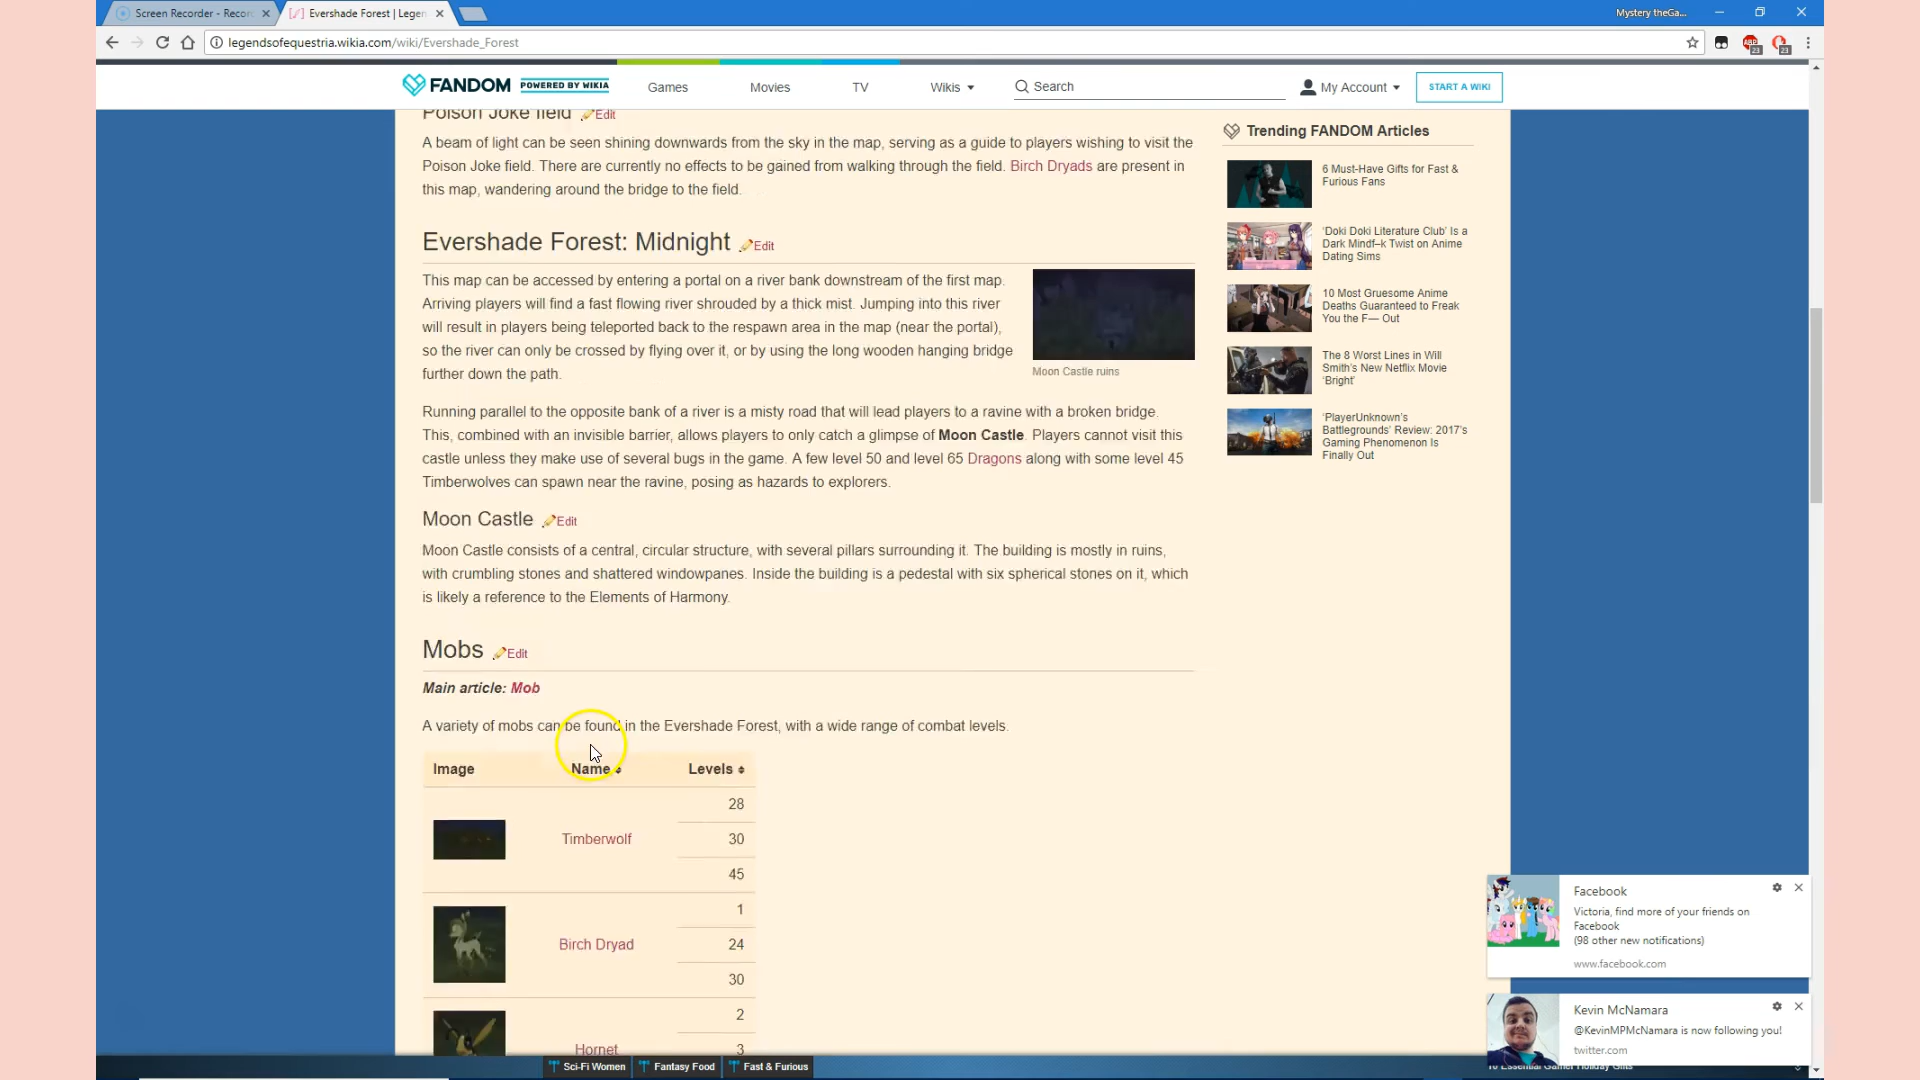 Screen Recorder - Recor
Evershade Forest | Legen
Mystery theGa...
legendsofequestria.wikia.com/wiki/Evershade_Forest
FANDOM POWERED BY WIKIA
Games
Movies
TV
Wikis
Search
My Account
START A WIKI
Poison Joke field Edit
A beam of light can be seen shining downwards from the sky in the map, serving as a guide to players wishing to visit the
Poison Joke field. There are currently no effects to be gained from walking through the field. Birch Dryads are present in
this map, wandering around the bridge to the field.
Evershade Forest: Midnight Edit
This map can be accessed by entering a portal on a river bank downstream of the first map.
Arriving players will find a fast flowing river shrouded by a thick mist. Jumping into this river
will result in players being teleported back to the respawn area in the map (near the portal),
so the river can only be crossed by flying over it, or by using the long wooden hanging bridge
further down the path.
Moon Castle ruins
Running parallel to the opposite bank of a river is a misty road that will lead players to a ravine with a broken bridge.
This, combined with an invisible barrier, allows players to only catch a glimpse of Moon Castle. Players cannot visit this
castle unless they make use of several bugs in the game. A few level 50 and level 65 Dragons along with some level 45
Timberwolves can spawn near the ravine, posing as hazards to explorers.
Moon Castle Edit
Moon Castle consists of a central, circular structure, with several pillars surrounding it. The building is mostly in ruins,
with crumbling stones and shattered windowpanes. Inside the building is a pedestal with six spherical stones on it, which
is likely a reference to the Elements of Harmony.
Mobs Edit
Main article: Mob
A variety of mobs can be found in the Evershade Forest, with a wide range of combat levels.
Image Name Levels
28
Timberwolf 30
45
1
Birch Dryad 24
30
2
Hornet 3
Trending FANDOM Articles
6 Must-Have Gifts for Fast &
Furious Fans
'Doki Doki Literature Club' Is a
Dark Mindf–k Twist on Anime
Dating Sims
10 Most Gruesome Anime
Deaths Guaranteed to Freak
You the F— Out
The 8 Worst Lines in Will
Smith's New Netflix Movie
'Bright'
'PlayerUnknown's
Battlegrounds' Review: 2017's
Gaming Phenomenon Is
Finally Out
Facebook
Victoria, find more of your friends on
Facebook
(98 other new notifications)
www.facebook.com
Kevin McNamara
@KevinMPMcNamara is now following you!
twitter.com
Sci-Fi Women
Fantasy Food
Fast & Furious
10 Essential Gamer Holiday Gifts